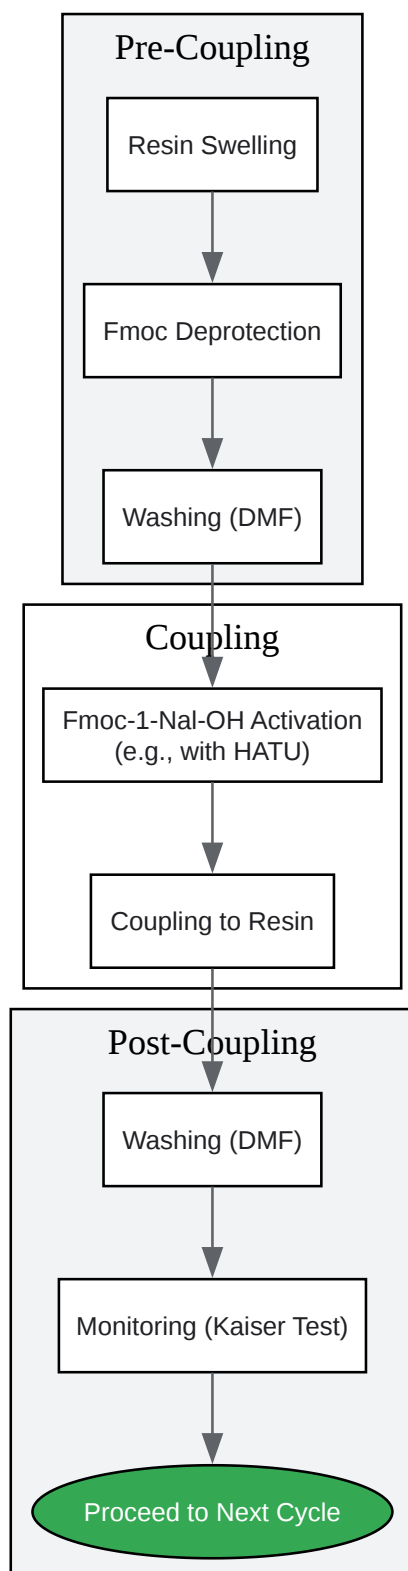 Pre-Coupling
Resin Swelling
Fmoc Deprotection
Washing (DMF)
Coupling
Fmoc-1-Nal-OH Activation
(e.g., with HATU)
Coupling to Resin
Post-Coupling
Washing (DMF)
Monitoring (Kaiser Test)
Proceed to Next Cycle